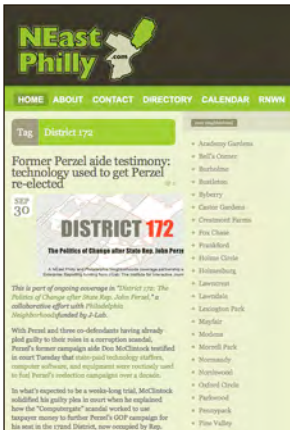 NEast
Philly
.com
HOME ABOUT CONTACT DIRECTORY CALENDAR RNWN
Tag District 172
Former Perzel aide testimony:
technology used to get Perzel
re-elected
SEP
30
DISTRICT 172
The Politics of Change after State Rep. John Perzel
This is part of ongoing coverage in "District 172: The
Politics of Change after State Rep. John Perzel," a
collaborative effort with Philadelphia
Neighborhoods funded by J-Lab.
With Perzel and three co-defendants having already
pled guilty to their roles in a corruption scandal,
Perzel's former campaign aide Don McClintock testified
in court Tuesday that state-paid technology staffers,
computer software, and equipment were routinely used
to fuel Perzel's reelection campaigns over a decade.
In what's expected to be a weeks-long trial, McClintock
solidified his guilty plea in court when he explained
how the "Computergate" scandal worked to use
taxpayer money to further Perzel's GOP campaign for
his seat in the 172nd District, now occupied by Rep.
Academy Gardens
Bell's Corner
Burholme
Bustleton
Byberry
Castor Gardens
Crestmont Farms
Fox Chase
Frankford
Holme Circle
Holmesburg
Lawncrest
Lawndale
Lexington Park
Mayfair
Modena
Morrell Park
Normandy
Northwood
Oxford Circle
Parkwood
Pennypack
Pine Valley